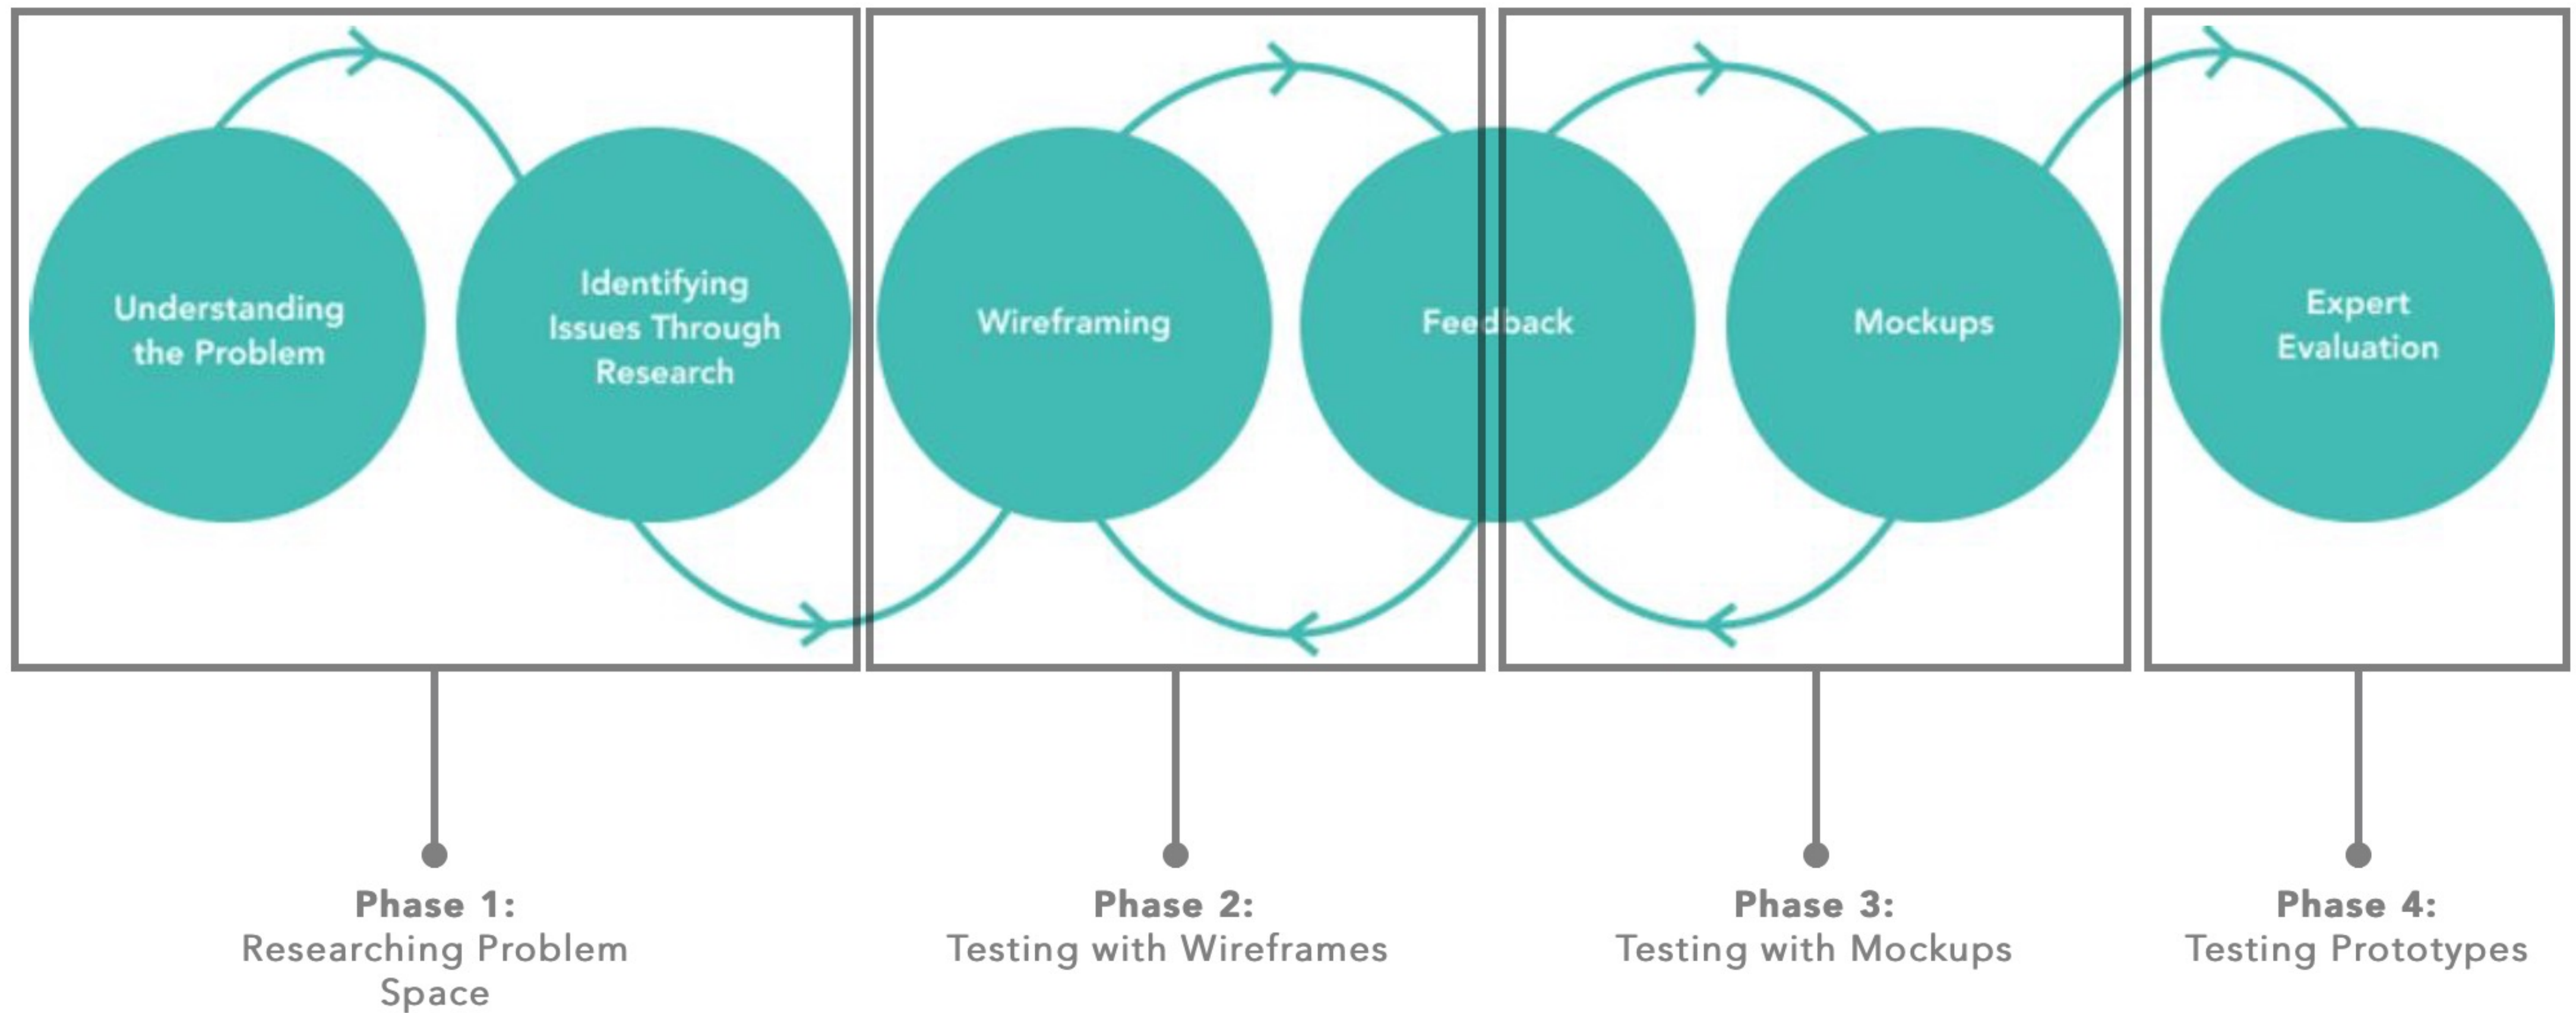 Understanding
the Problem
Identifying
Issues Through
Research
Wireframing
Feedback
Mockups
Expert
Evaluation
Phase 1:
Researching Problem
Space
Phase 2:
Testing with Wireframes
Phase 3:
Testing with Mockups
Phase 4:
Testing Prototypes